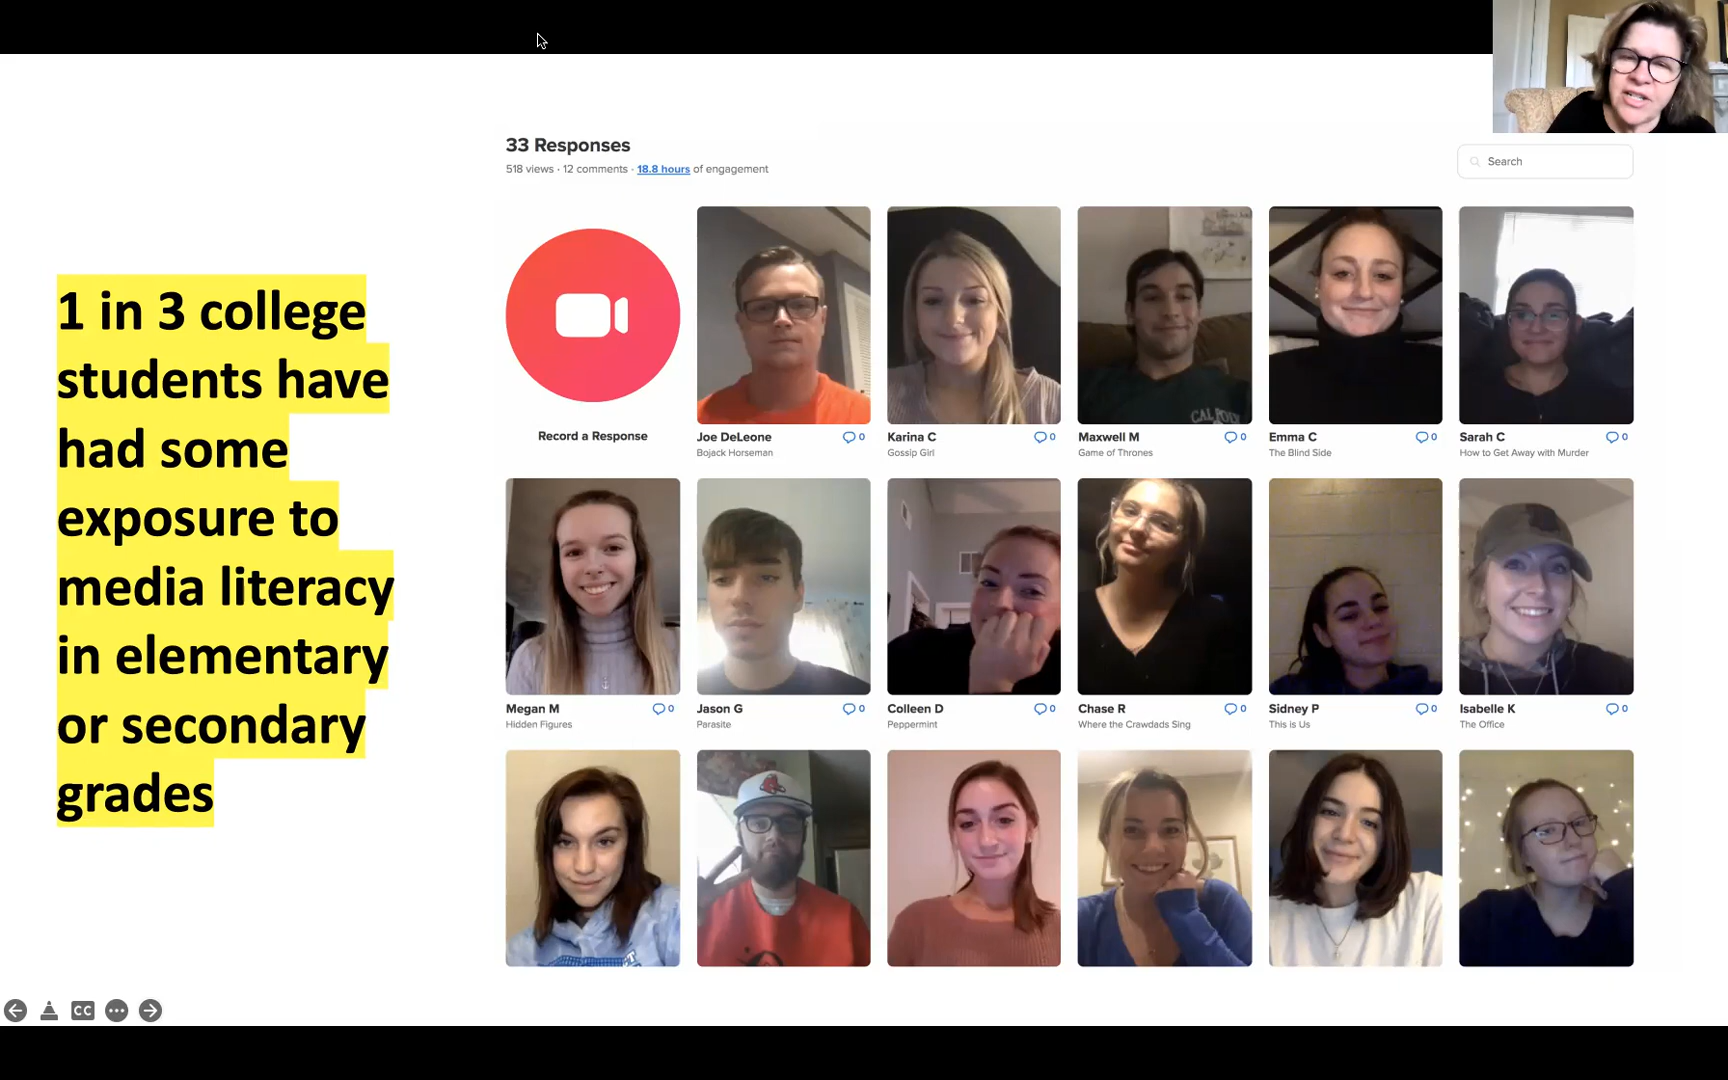 33 Responses
518 views · 12 comments · 18.8 hours of engagement
Search
1 in 3 college
students have
had some
exposure to
media literacy
in elementary
or secondary
grades
Record a Response
Joe DeLeone 0
Bojack Horseman
Karina C 0
Gossip Girl
Maxwell M 0
Game of Thrones
Emma C 0
The Blind Side
Sarah C 0
How to Get Away with Murder
CAL POLY
Megan M 0
Hidden Figures
Jason G 0
Parasite
Colleen D 0
Peppermint
Chase R 0
Where the Crawdads Sing
Sidney P 0
This is Us
Isabelle K 0
The Office
CC